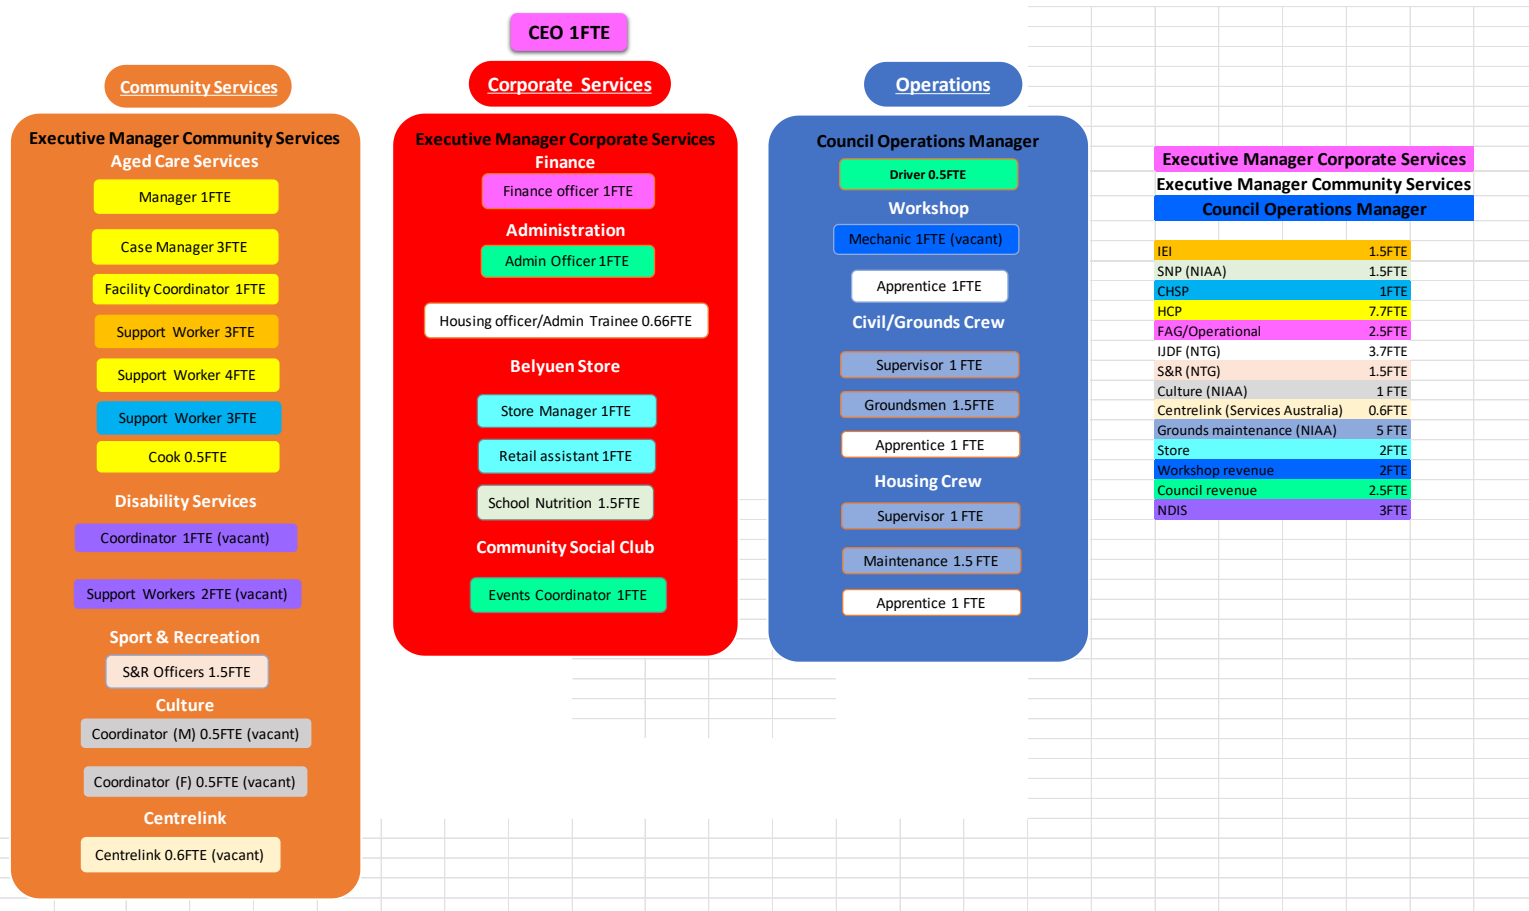 CEO 1FTE
Community Services
Executive Manager Community Services
Aged Care Services
Manager 1FTE
Case Manager 3FTE
Facility Coordinator 1FTE
Support Worker 3FTE
Support Worker 4FTE
Support Worker 3FTE
Cook 0.5FTE
Disability Services
Coordinator 1FTE (vacant)
Support Workers 2FTE (vacant)
Sport & Recreation
S&R Officers 1.5FTE
Culture
Coordinator (M) 0.5FTE (vacant)
Coordinator (F) 0.5FTE (vacant)
Centrelink
Centrelink 0.6FTE (vacant)
Corporate Services
Executive Manager Corporate Services
Finance
Finance officer 1FTE
Administration
Admin Officer 1FTE
Housing officer/Admin Trainee 0.66FTE
Belyuen Store
Store Manager 1FTE
Retail assistant 1FTE
School Nutrition 1.5FTE
Community Social Club
Events Coordinator 1FTE
Operations
Council Operations Manager
Driver 0.5FTE
Workshop
Mechanic 1FTE (vacant)
Apprentice 1FTE
Civil/Grounds Crew
Supervisor 1 FTE
Groundsmen 1.5FTE
Apprentice 1 FTE
Housing Crew
Supervisor 1 FTE
Maintenance 1.5 FTE
Apprentice 1 FTE
Executive Manager Corporate Services
Executive Manager Community Services
Council Operations Manager
IEI 1.5FTE
SNP (NIAA) 1.5FTE
CHSP 1FTE
HCP 7.7FTE
FAG/Operational 2.5FTE
IJDF (NTG) 3.7FTE
S&R (NTG) 1.5FTE
Culture (NIAA) 1 FTE
Centrelink (Services Australia) 0.6FTE
Grounds maintenance (NIAA) 5 FTE
Store 2FTE
Workshop revenue 2FTE
Council revenue 2.5FTE
NDIS 3FTE